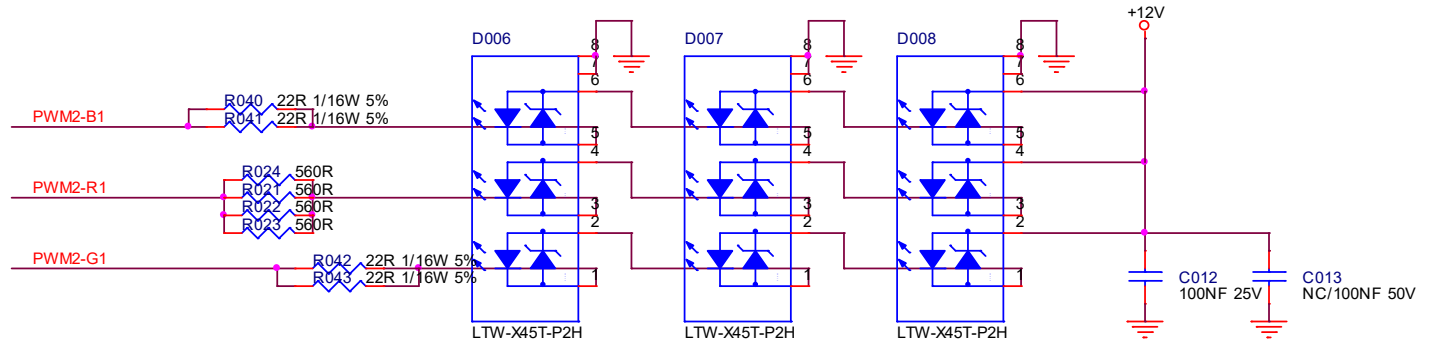 +12V
D006
D007
D008
8
7
6
8
7
6
8
7
6
R040 22R 1/16W 5%
PWM2-B1
R041 22R 1/16W 5%
5
4
5
4
5
4
R024 560R
PWM2-R1
R021 560R
R022 560R
R023 560R
3
2
3
2
3
2
PWM2-G1
R042 22R 1/16W 5%
R043 22R 1/16W 5%
1
1
1
C012
100NF 25V
C013
NC/100NF 50V
LTW-X45T-P2H
LTW-X45T-P2H
LTW-X45T-P2H